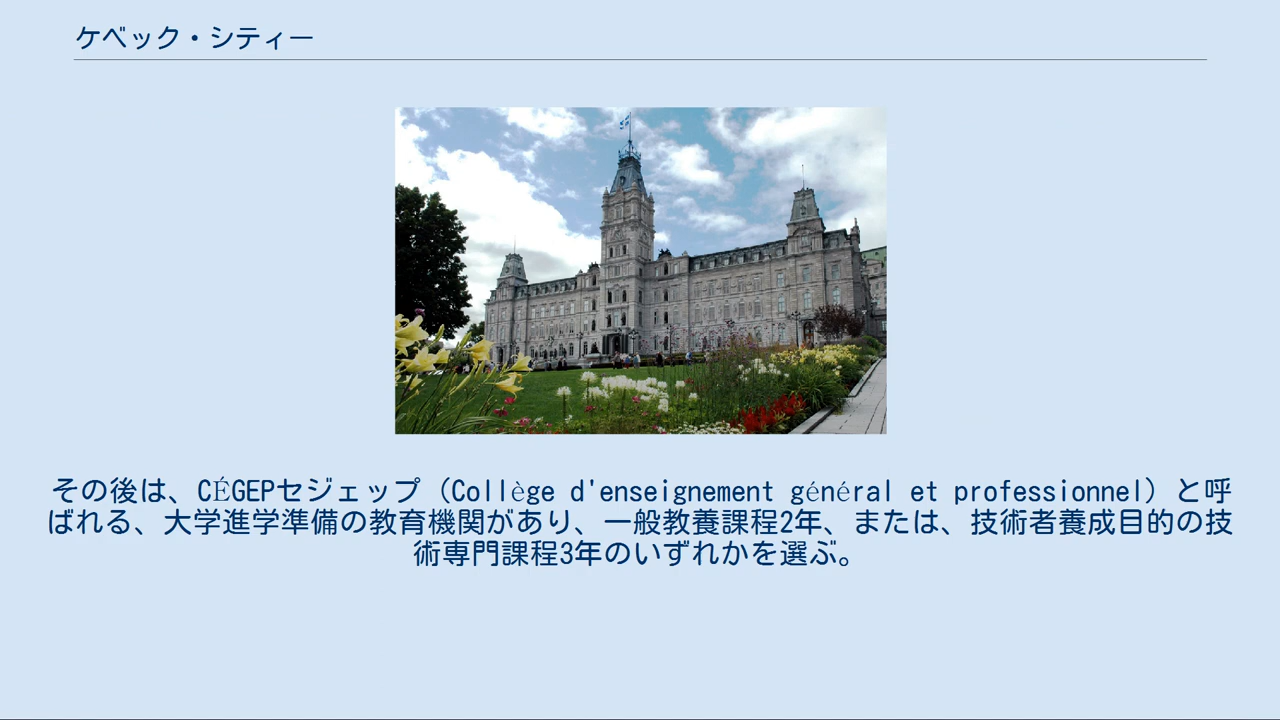 ケベック・シティー
その後は、CÉGEPセジェップ（Collège d'enseignement général et professionnel）と呼
ばれる、大学進学準備の教育機関があり、一般教養課程2年、または、技術者養成目的の技
術専門課程3年のいずれかを選ぶ。